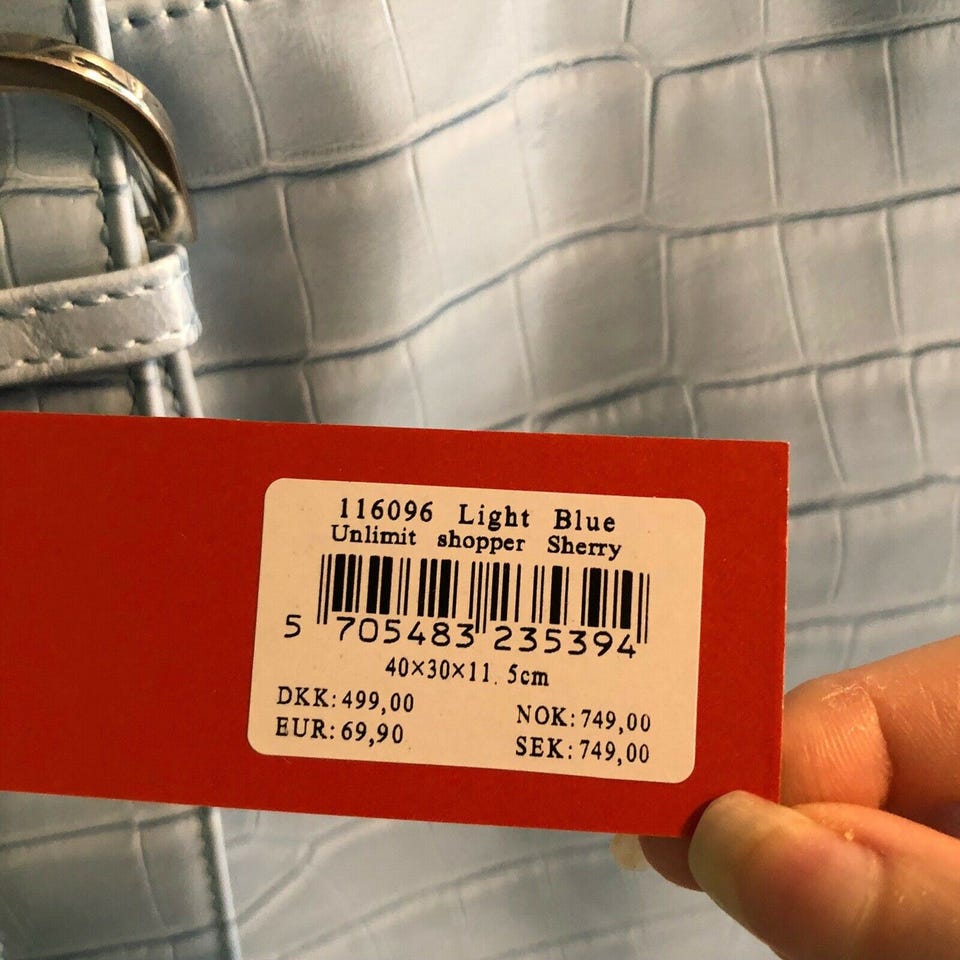 116096 Light Blue
Unlimit shopper Sherry
5 705483 235394
40×30×11.5cm
DKK:499,00 NOK:749,00
EUR:69,90 SEK:749,00